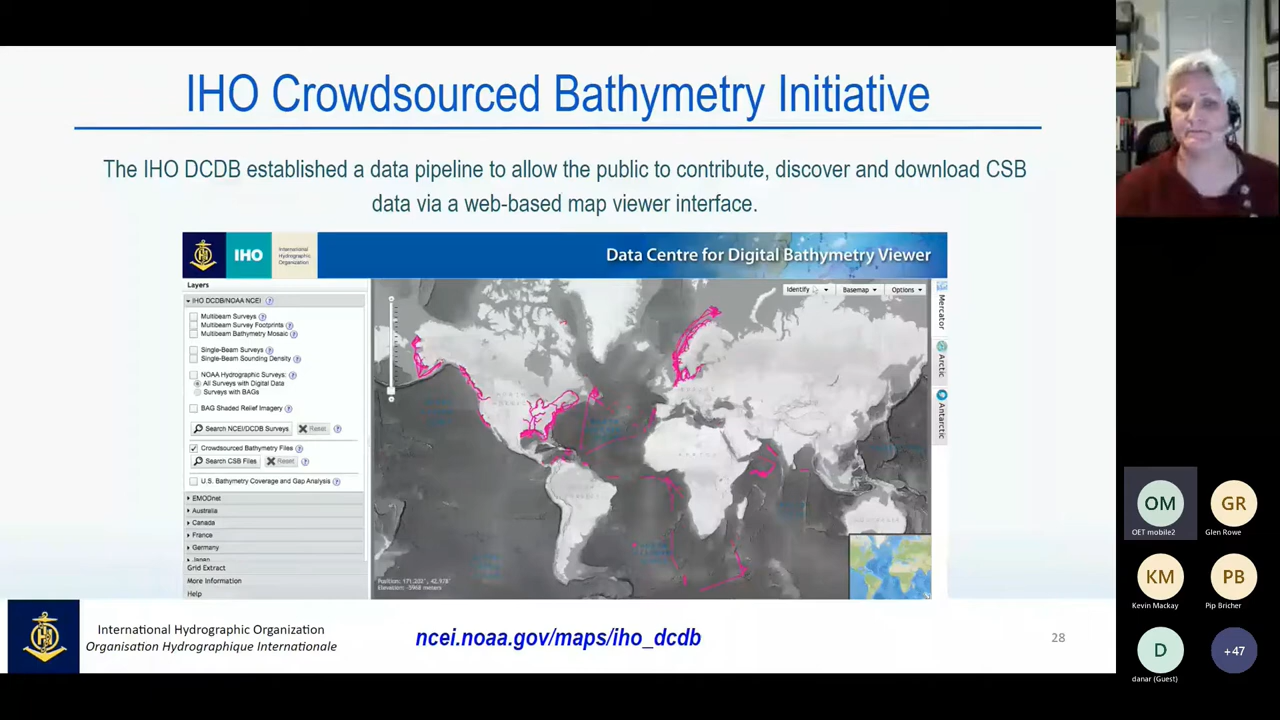 IHO Crowdsourced Bathymetry Initiative
The IHO DCDB established a data pipeline to allow the public to contribute, discover and download CSB
data via a web-based map viewer interface.
IHO
International
Hydrographic
Organization
Data Centre for Digital Bathymetry Viewer
Layers
IHO DCDB/NOAA NCEI
Multibeam Surveys
Multibeam Survey Footprints
Multibeam Bathymetry Mosaic
Single-Beam Surveys
Single-Beam Sounding Density
NOAA Hydrographic Surveys:
All Surveys with Digital Data
Surveys with BAGs
BAG Shaded Relief Imagery
Search NCEI/DCDB Surveys
Reset
Crowdsourced Bathymetry Files
Search CSB Files
Reset
U.S. Bathymetry Coverage and Gap Analysis
EMODnet
Australia
Canada
France
Germany
Japan
Grid Extract
More Information
Help
Identify
Basemap
Options
Mercator
Arctic
Antarctic
International Hydrographic Organization
Organisation Hydrographique Internationale
ncei.noaa.gov/maps/iho_dcdb
28
OM
OET mobile2
GR
Glen Rowe
KM
Kevin Mackay
PB
Pip Bricher
D
danar (Guest)
+47